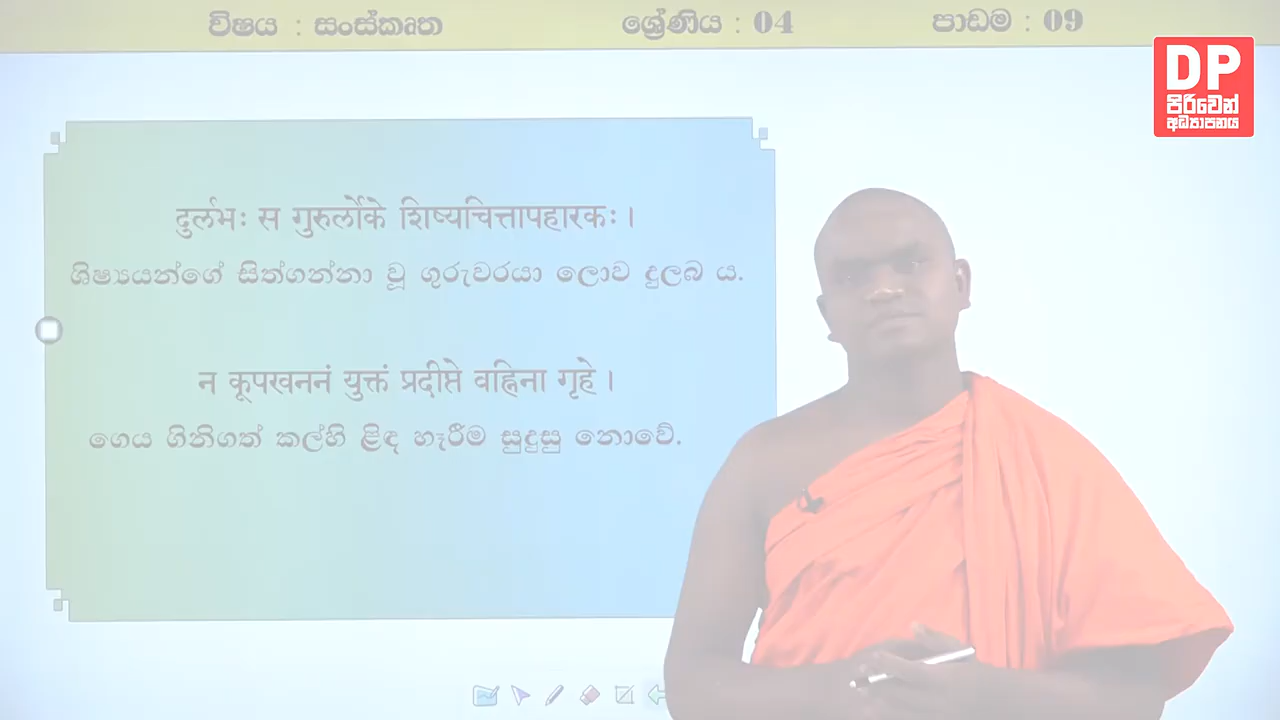 විෂය : සංස්කෘත ශ්‍රේණිය : 04 පාඩම : 09
DP
පිරිවෙන්
අධ්‍යාපනය
दुर्लभः स गुरुर्लोके शिष्यचित्तापहारकः।
ශිෂ්‍යයන්ගේ සිත්ගන්නා වූ ගුරුවරයා ලොව දුලබ ය.
न कूपखननं युक्तं प्रदीप्ते वह्निना गृहे।
ගෙය ගිනිගත් කල්හි ළිඳ හෑරීම සුදුසු නොවේ.